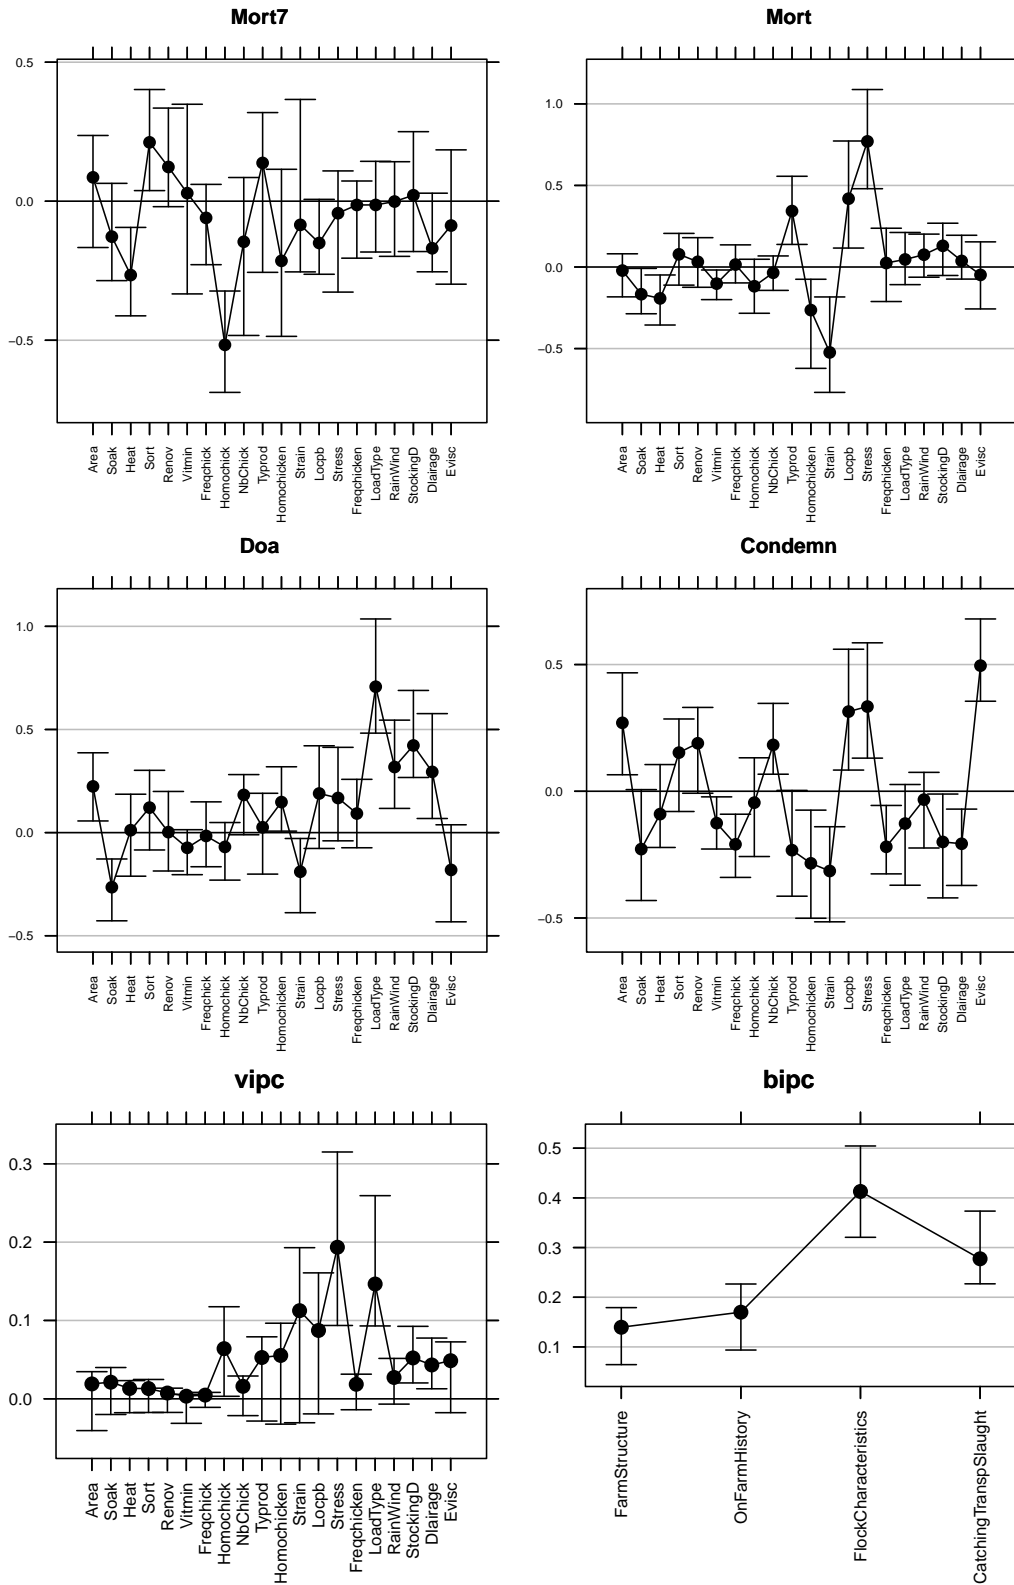 Mort7
0.5
0.0
−0.5
Area
Soak
Heat
Sort
Renov
Vitmin
Freqchick
Homochick
NbChick
Typrod
Homochicken
Strain
Locpb
Stress
Freqchicken
LoadType
RainWind
StockingD
Dlairage
Evisc
Mort
1.0
0.5
0.0
−0.5
Area
Soak
Heat
Sort
Renov
Vitmin
Freqchick
Homochick
NbChick
Typrod
Homochicken
Strain
Locpb
Stress
Freqchicken
LoadType
RainWind
StockingD
Dlairage
Evisc
Doa
1.0
0.5
0.0
−0.5
Area
Soak
Heat
Sort
Renov
Vitmin
Freqchick
Homochick
NbChick
Typrod
Homochicken
Strain
Locpb
Stress
Freqchicken
LoadType
RainWind
StockingD
Dlairage
Evisc
Condemn
0.5
0.0
−0.5
Area
Soak
Heat
Sort
Renov
Vitmin
Freqchick
Homochick
NbChick
Typrod
Homochicken
Strain
Locpb
Stress
Freqchicken
LoadType
RainWind
StockingD
Dlairage
Evisc
vipc
0.3
0.2
0.1
0.0
Area
Soak
Heat
Sort
Renov
Vitmin
Freqchick
Homochick
NbChick
Typrod
Homochicken
Strain
Locpb
Stress
Freqchicken
LoadType
RainWind
StockingD
Dlairage
Evisc
bipc
0.5
0.4
0.3
0.2
0.1
FarmStructure
OnFarmHistory
FlockCharacteristics
CatchingTranspSlaught